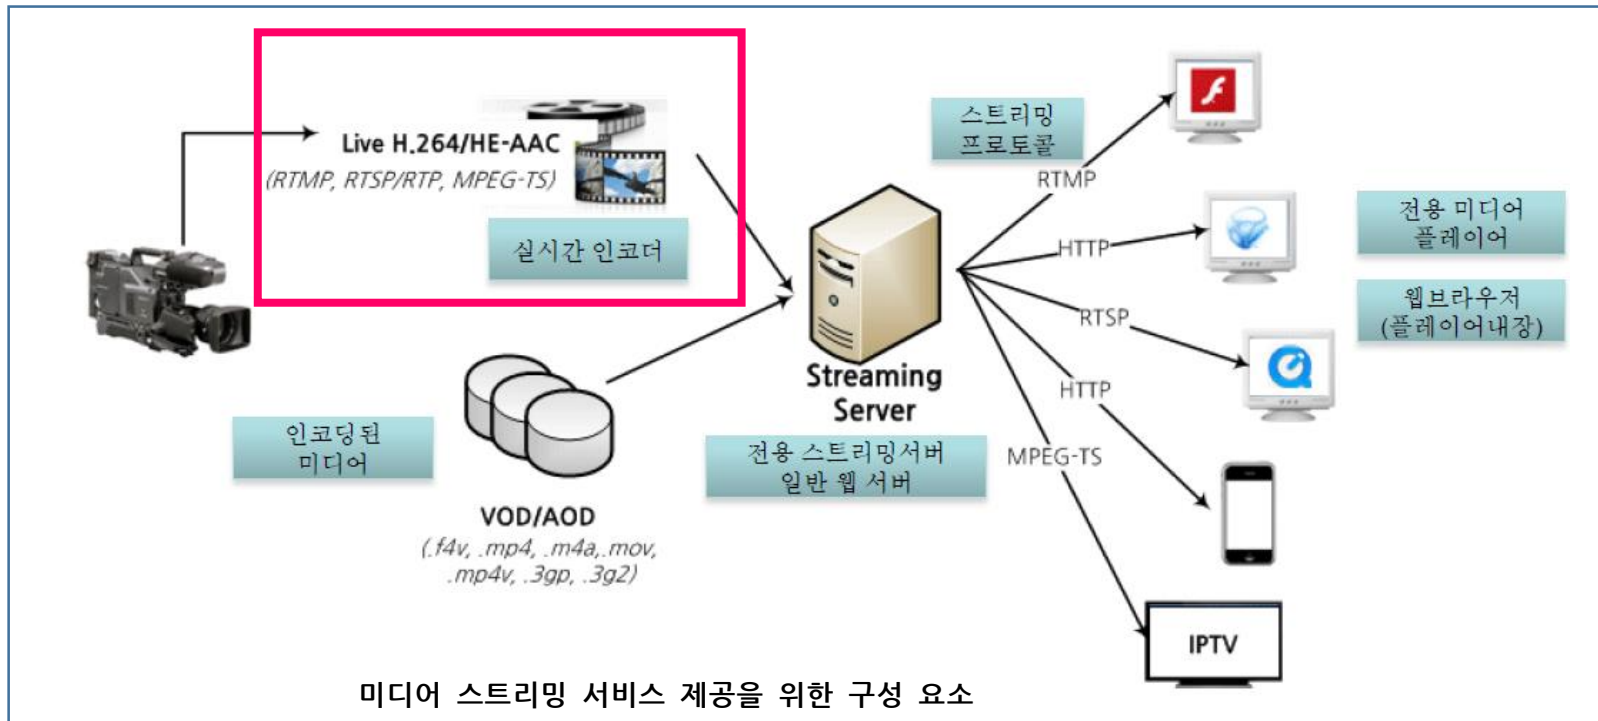 Live H.264/HE-AAC
(RTMP, RTSP/RTP, MPEG-TS)
실시간 인코더
인코딩된
미디어
VOD/AOD
(.f4v, .mp4, .m4a,.mov,
.mp4v, .3gp, .3g2)
Streaming
Server
전용 스트리밍서버
일반 웹 서버
스트리밍
프로토콜
RTMP
HTTP
RTSP
HTTP
MPEG-TS
전용 미디어
플레이어
웹브라우저
(플레이어내장)
IPTV
미디어 스트리밍 서비스 제공을 위한 구성 요소